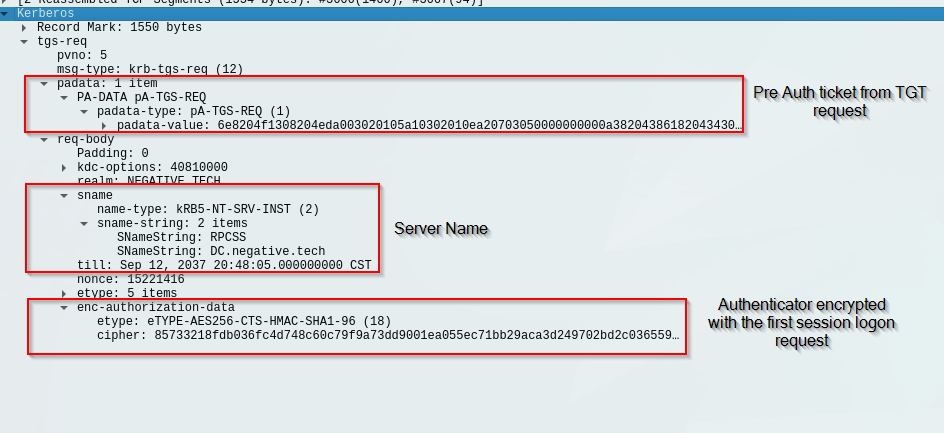 [2 Reassembled TCP Segments (1554 bytes): #3666(1460), #3667(94)]
Kerberos
Record Mark: 1550 bytes
tgs-req
pvno: 5
msg-type: krb-tgs-req (12)
padata: 1 item
PA-DATA pA-TGS-REQ
padata-type: pA-TGS-REQ (1)
padata-value: 6e8204f1308204eda003020105a10302010ea20703050000000000a38204386182043430…
Pre Auth ticket from TGT
request
req-body
Padding: 0
kdc-options: 40810000
realm: NEGATIVE.TECH
sname
name-type: kRB5-NT-SRV-INST (2)
sname-string: 2 items
SNameString: RPCSS
SNameString: DC.negative.tech
Server Name
till: Sep 12, 2037 20:48:05.000000000 CST
nonce: 15221416
etype: 5 items
enc-authorization-data
etype: eTYPE-AES256-CTS-HMAC-SHA1-96 (18)
cipher: 85733218fdb036fc4d748c60c79f9a73dd9001ea055ec71bb29aca3d249702bd2c036559…
Authenticator encrypted
with the first session logon
request